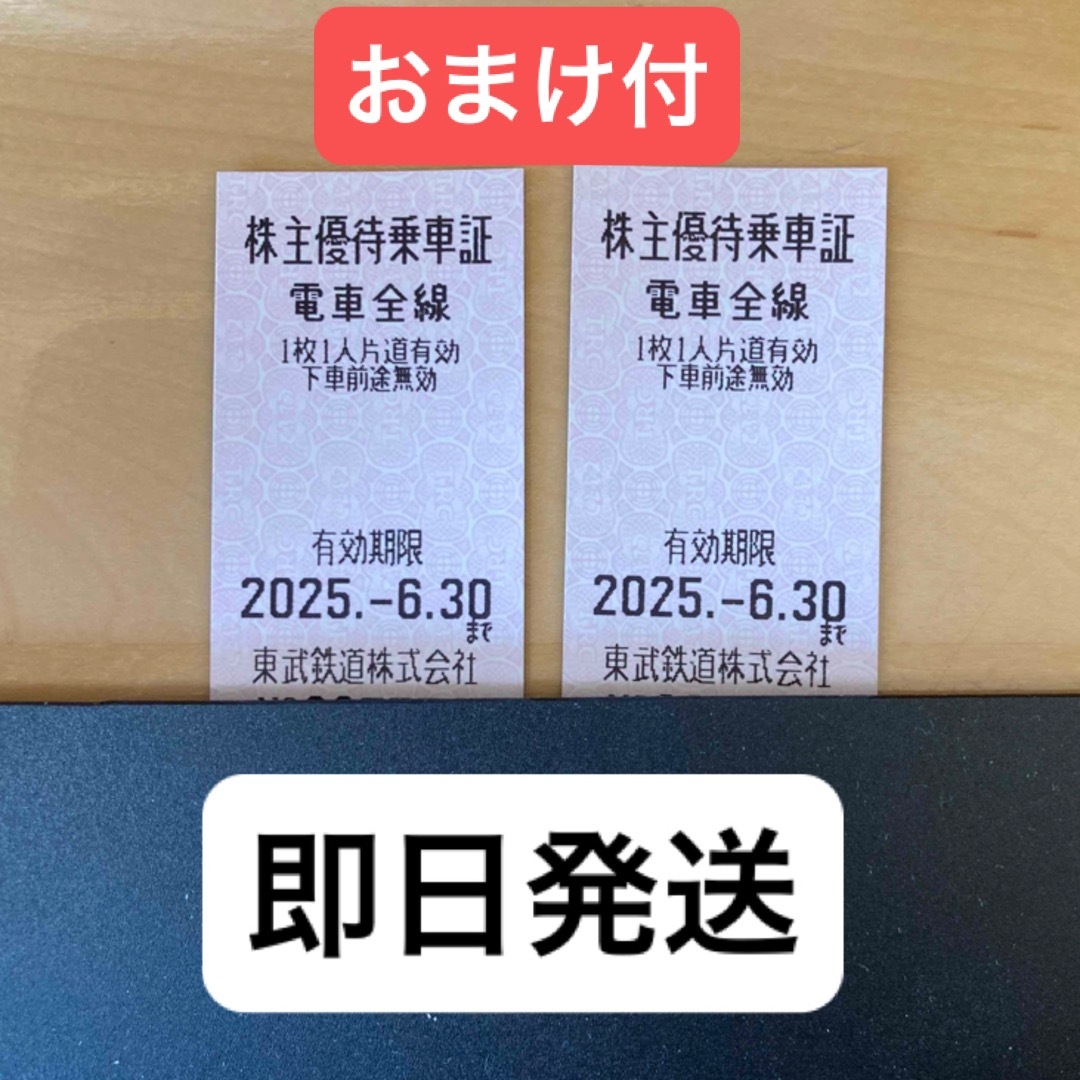 おまけ付
株主優待乗車証
電車全線
1枚1人片道有効
下車前途無効
有効期限
2025.-6.30
まで
東武鉄道株式会社
株主優待乗車証
電車全線
1枚1人片道有効
下車前途無効
有効期限
2025.-6.30
まで
東武鉄道株式会社
即日発送